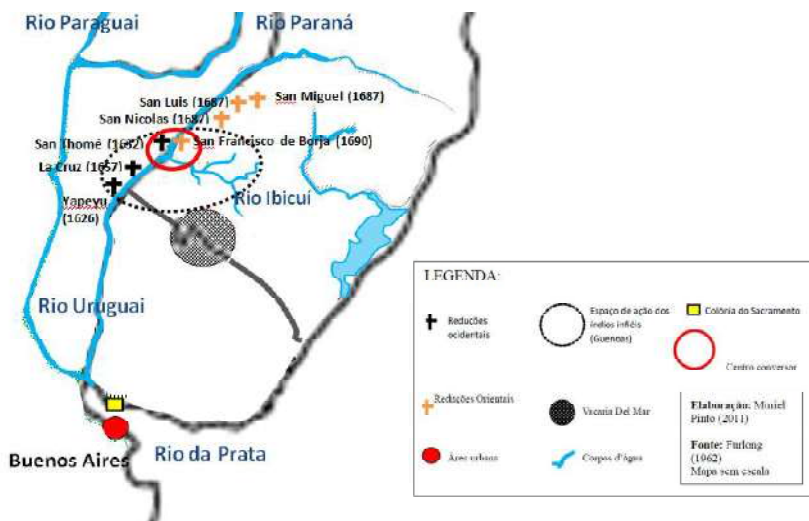 Rio Paraguai
Rio Paraná
San Luis (1687)
San Miguel (1687)
San Nicolas (1687)
San Thomé (1632)
San Francisco de Borja (1690)
La Cruz (1657)
Yapeyu
(1626)
Rio Ibicuí
Rio Uruguai
Buenos Aires
Rio da Prata
LEGENDA:
Reduções
ocidentais
Espaço de ação dos
índios infiéis
(Guenoas)
Colônia do Sacramento
Centro conversor
Reduções Orientais
Vacaria Del Mar
Elaboração: Muriel
Pinto (2011)
Área urbana
Corpos d'Água
Fonte: Furlong
(1962)
Mapa sem escala